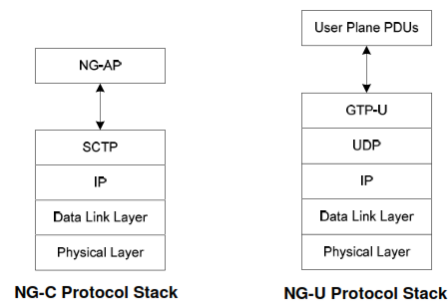 NG-AP
SCTP
IP
Data Link Layer
Physical Layer
NG-C Protocol Stack
User Plane PDUs
GTP-U
UDP
IP
Data Link Layer
Physical Layer
NG-U Protocol Stack